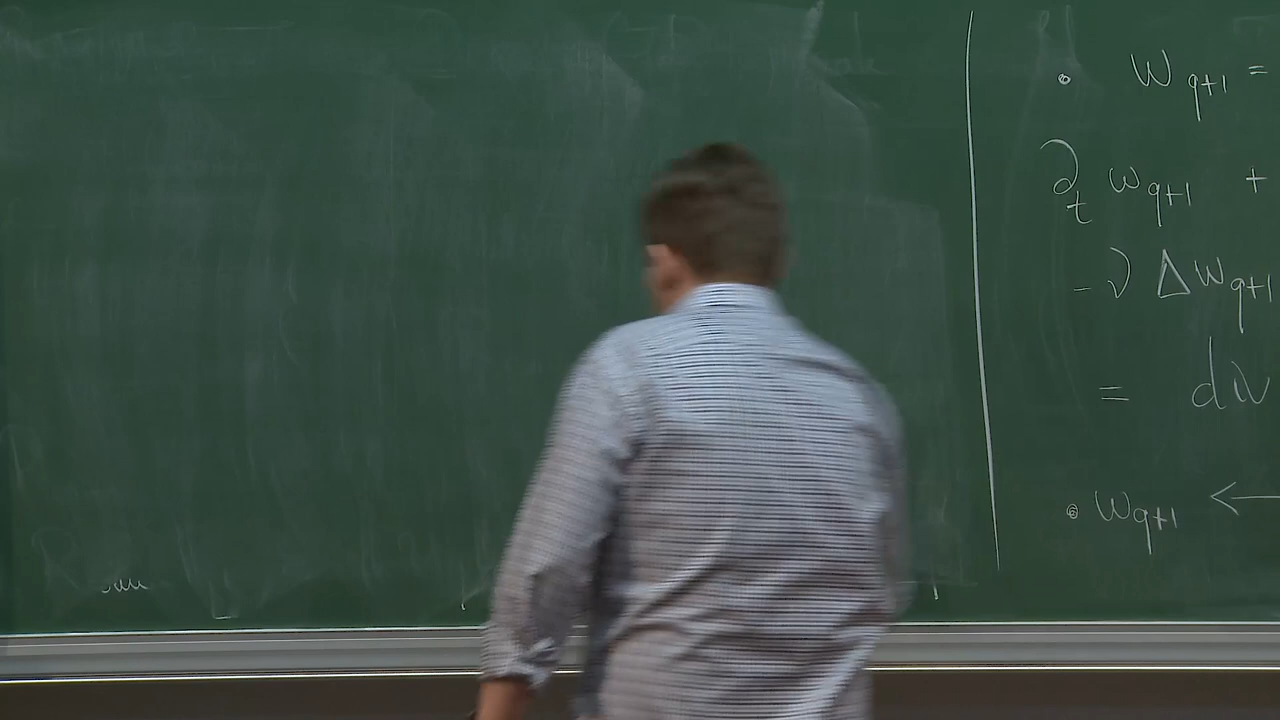 • w_{q+1} =
∂_t w_{q+1} +
- ν Δ w_{q+1}
= div
• w_{q+1} ←